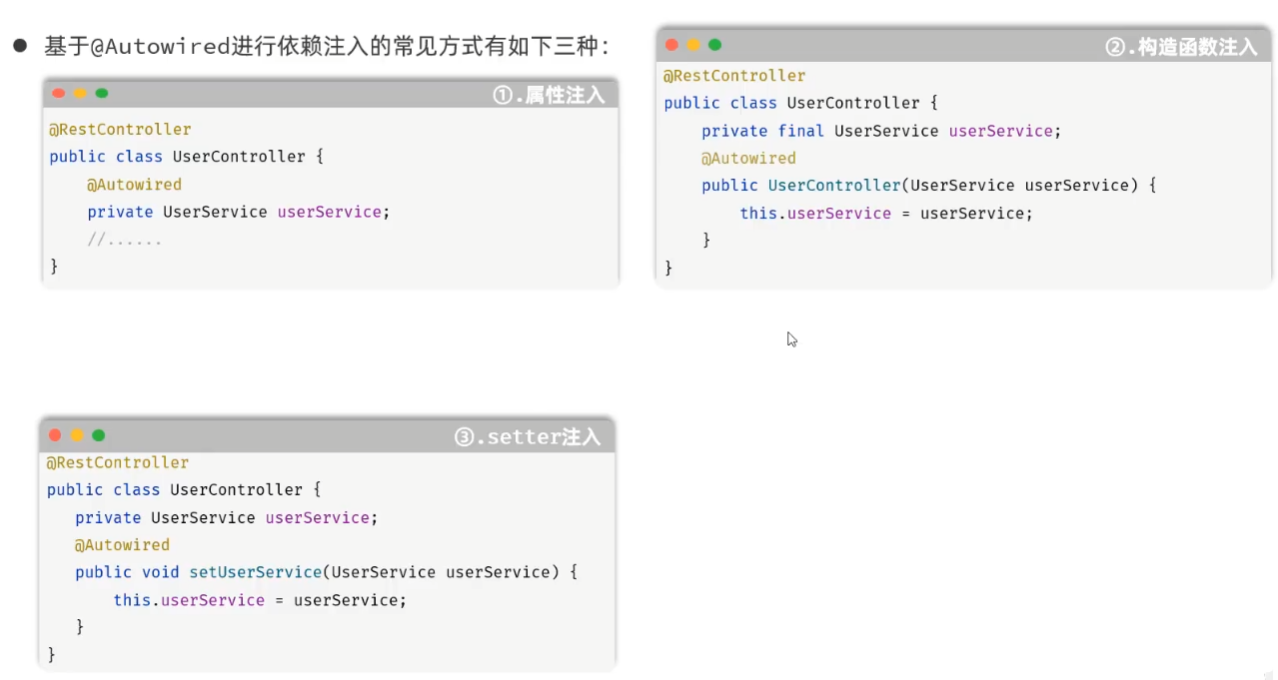 ● 基于@Autowired进行依赖注入的常见方式有如下三种：
①.属性注入
@RestController
public class UserController {
    @Autowired
    private UserService userService;
    //......
}
②.构造函数注入
@RestController
public class UserController {
    private final UserService userService;
    @Autowired
    public UserController(UserService userService) {
        this.userService = userService;
    }
}
③.setter注入
@RestController
public class UserController {
    private UserService userService;
    @Autowired
    public void setUserService(UserService userService) {
        this.userService = userService;
    }
}